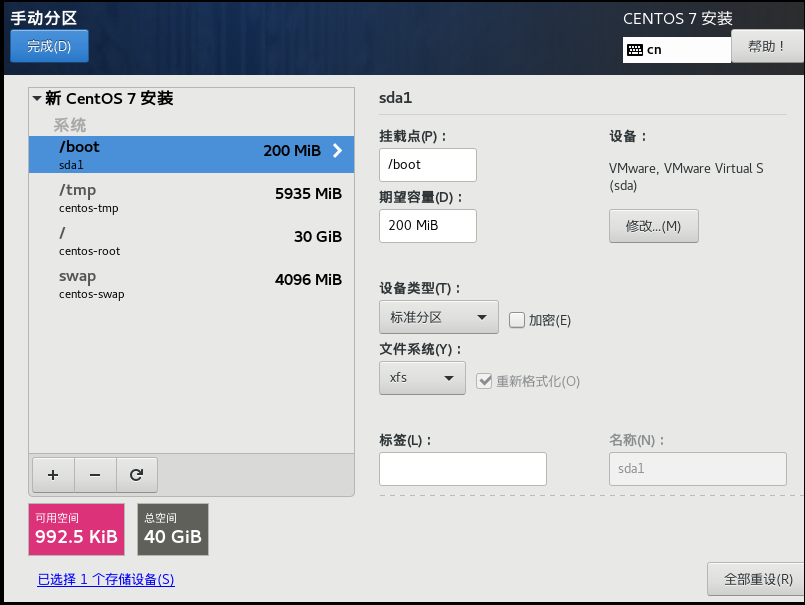 手动分区
CENTOS 7 安装
完成(D)
cn
帮助！
新 CentOS 7 安装
系统
/boot
200 MiB
sda1
/tmp
5935 MiB
centos-tmp
/
30 GiB
centos-root
swap
4096 MiB
centos-swap
可用空间
992.5 KiB
总空间
40 GiB
已选择 1 个存储设备(S)
sda1
挂载点(P)：
/boot
期望容量(D)：
200 MiB
设备：
VMware, VMware Virtual S
(sda)
修改...(M)
设备类型(T)：
标准分区
加密(E)
文件系统(Y)：
xfs
重新格式化(O)
标签(L)：
名称(N)：
sda1
全部重设(R)